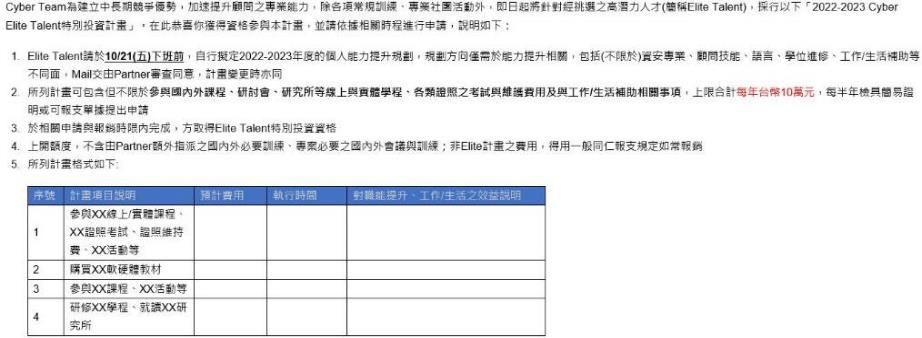 Cyber Team為建立中長期競爭優勢，加速提升顧問之專業能力，除各項常規訓練、專業社團活動外，即日起將針對經挑選之高潛力人才(簡稱Elite Talent)，採行以下「2022-2023 Cyber
Elite Talent特別投資計畫」，在此恭喜你獲得資格參與本計畫，並請依據相關時程進行申請，說明如下：
1. Elite Talent請於10/21(五)下班前，自行擬定2022-2023年度的個人能力提升規劃，規劃方向僅需於能力提升相關，包括(不限於)資安專業、顧問技能、語言、學位進修、工作/生活補助等
不同面，Mail交由Partner審查同意，計畫變更時亦同
2. 所列計畫可包含但不限於參與國內外課程、研討會、研究所等線上與實體學程、各類證照之考試與維護費用及與工作/生活補助相關事項，上限合計每年台幣10萬元，每半年檢具簡易證
明或可報支單據提出申請
3. 於相關申請與報銷時限內完成，方取得Elite Talent特別投資資格
4. 上開額度，不含由Partner額外指派之國內外必要訓練、專案必要之國內外會議與訓練；非Elite計畫之費用，得用一般同仁報支規定如常報銷
5. 所列計畫格式如下:
序號 計畫項目說明 預計費用 執行時間 對職能提升、工作/生活之效益說明
參與XX線上/實體課程、
1 XX證照考試、證照維持
費、XX活動等
2 購買XX軟硬體教材
3 參與XX課程、XX活動等
4 研修XX學程、就讀XX研
究所